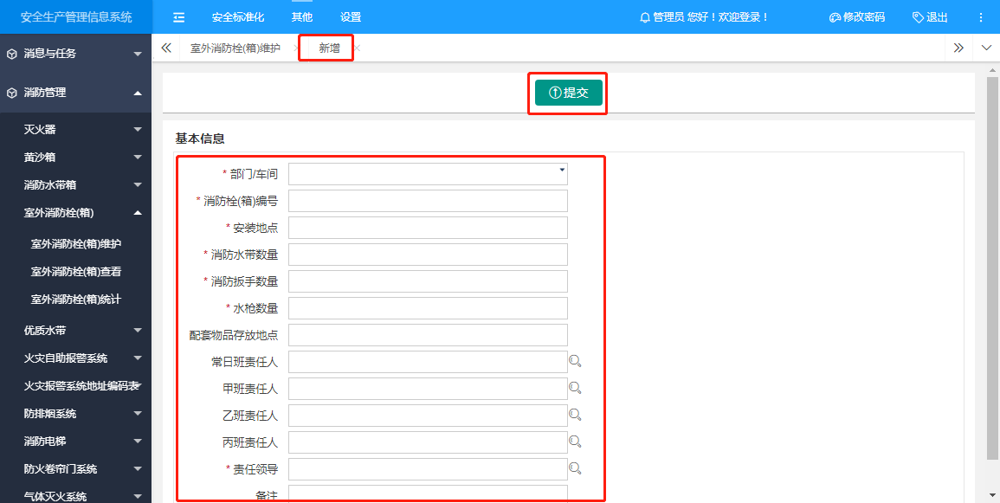 安全生产管理信息系统
安全标准化 其他 设置
管理员 您好！欢迎登录！
修改密码 退出
消息与任务
消防管理
灭火器
黄沙箱
消防水带箱
室外消防栓(箱)
室外消防栓(箱)维护
室外消防栓(箱)查看
室外消防栓(箱)统计
优质水带
火灾自助报警系统
火灾报警系统地址编码表
防排烟系统
消防电梯
防火卷帘门系统
气体灭火系统
室外消防栓(箱)维护 新增
提交
基本信息
* 部门/车间
* 消防栓(箱)编号
* 安装地点
* 消防水带数量
* 消防扳手数量
* 水枪数量
配套物品存放地点
常日班责任人
甲班责任人
乙班责任人
丙班责任人
* 责任领导
备注